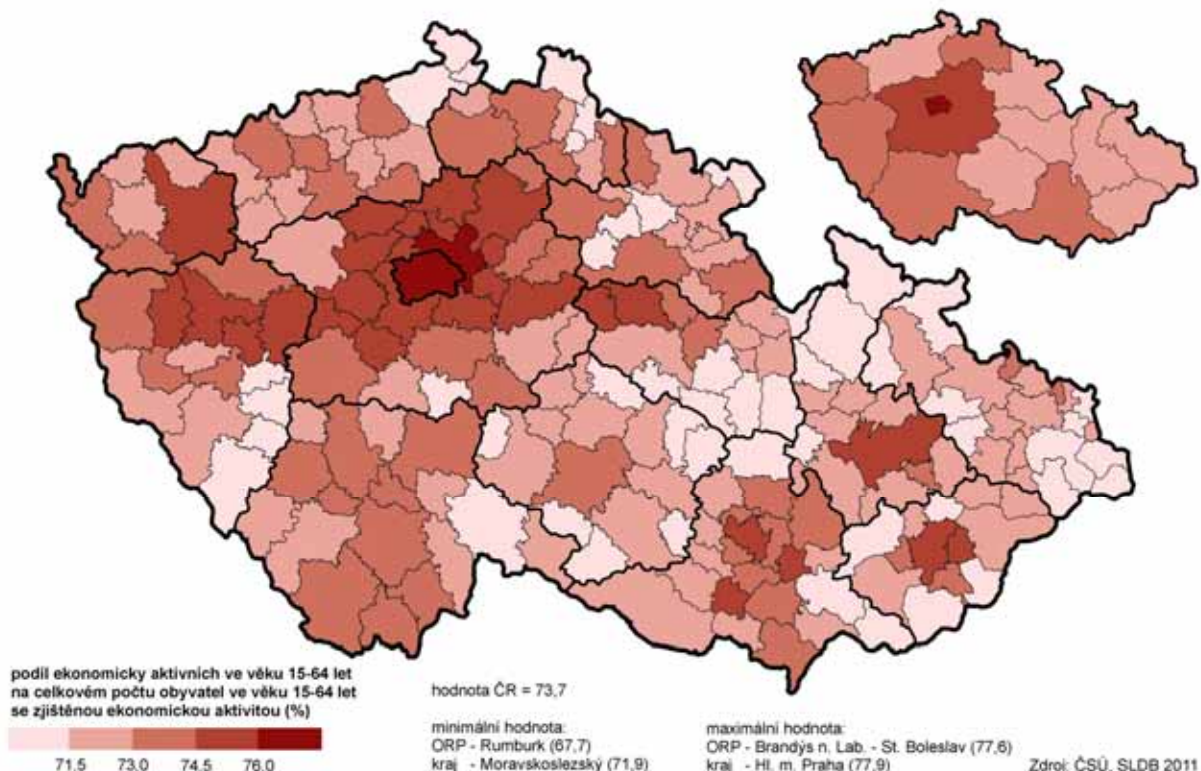 podíl ekonomicky aktivních ve věku 15-64 let
na celkovém počtu obyvatel ve věku 15-64 let
se zjištěnou ekonomickou aktivitou (%)
71,5 73,0 74,5 76,0
hodnota ČR = 73,7
minimální hodnota:
ORP - Rumburk (67,7)
kraj - Moravskoslezský (71,9)
maximální hodnota:
ORP - Brandýs n. Lab. - St. Boleslav (77,6)
kraj - Hl. m. Praha (77,9)
Zdroj: ČSÚ, SLDB 2011